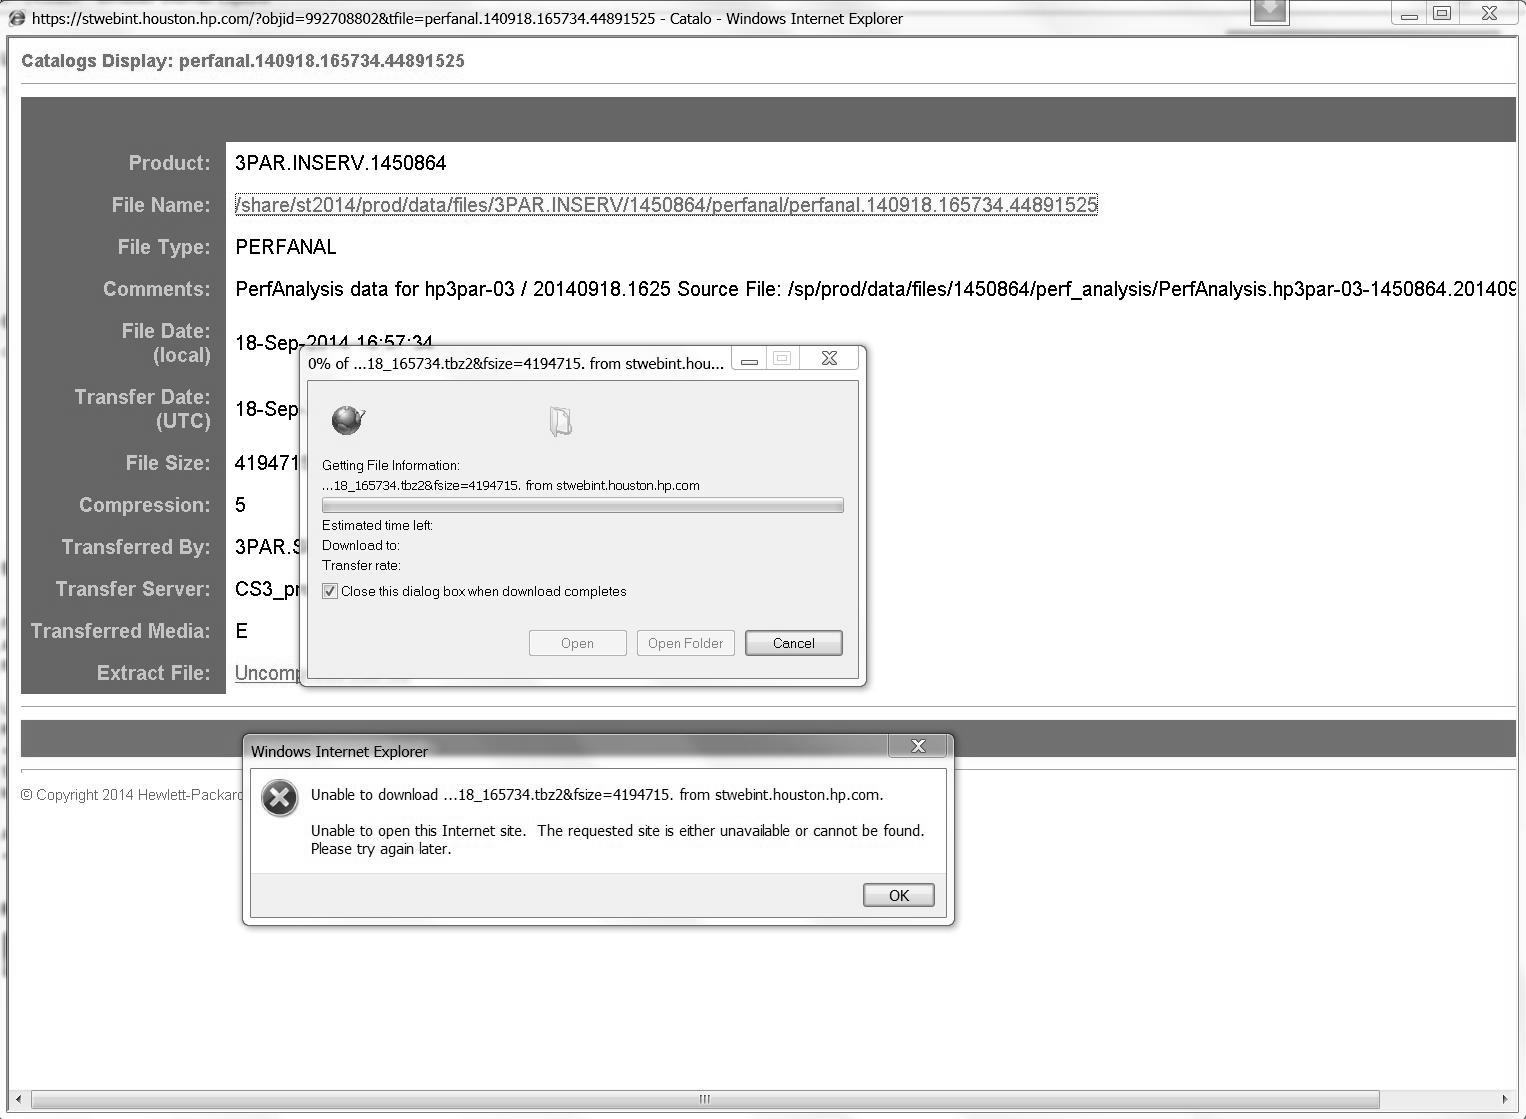 https://stwebint.houston.hp.com/?objid=992708802&tfile=perfanal.140918.165734.44891525 - Catalo - Windows Internet Explorer
Catalogs Display: perfanal.140918.165734.44891525
Product: 3PAR.INSERV.1450864
File Name: /share/st2014/prod/data/files/3PAR.INSERV/1450864/perfanal/perfanal.140918.165734.44891525
File Type: PERFANAL
Comments: PerfAnalysis data for hp3par-03 / 20140918.1625 Source File: /sp/prod/data/files/1450864/perf_analysis/PerfAnalysis.hp3par-03-1450864.201409
File Date: (local) 18-Sep-2014 16:57:34
Transfer Date: (UTC) 18-Sep
File Size: 419471
Compression: 5
Transferred By: 3PAR.S
Transfer Server: CS3_pr
Transferred Media: E
Extract File: Uncomp
0% of ...18_165734.tbz2&fsize=4194715. from stwebint.hou...
Getting File Information:
...18_165734.tbz2&fsize=4194715. from stwebint.houston.hp.com
Estimated time left:
Download to:
Transfer rate:
Close this dialog box when download completes
Open Open Folder Cancel
Windows Internet Explorer
Unable to download ...18_165734.tbz2&fsize=4194715. from stwebint.houston.hp.com.
Unable to open this Internet site. The requested site is either unavailable or cannot be found.
Please try again later.
OK
© Copyright 2014 Hewlett-Packard